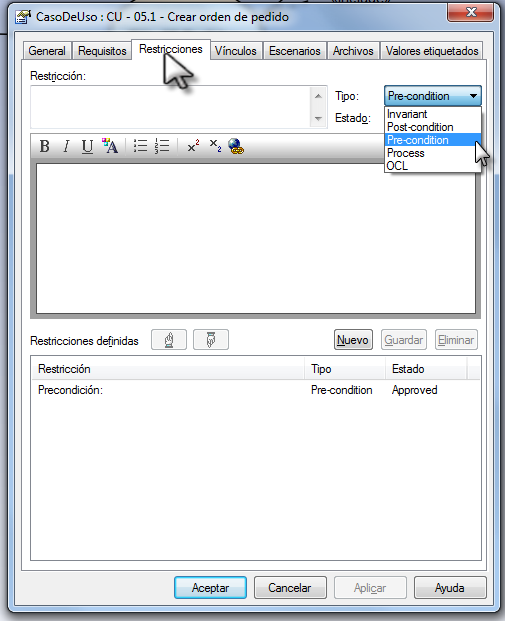 CasoDeUso : CU - 05.1 - Crear orden de pedido
General Requisitos Restricciones Vínculos Escenarios Archivos Valores etiquetados
Restricción:
Tipo: Pre-condition
Estado:
Invariant
Post-condition
Pre-condition
Process
OCL
B I U A x² x₂
Restricciones definidas Nuevo Guardar Eliminar
Restricción Tipo Estado
Precondición: Pre-condition Approved
Aceptar Cancelar Aplicar Ayuda